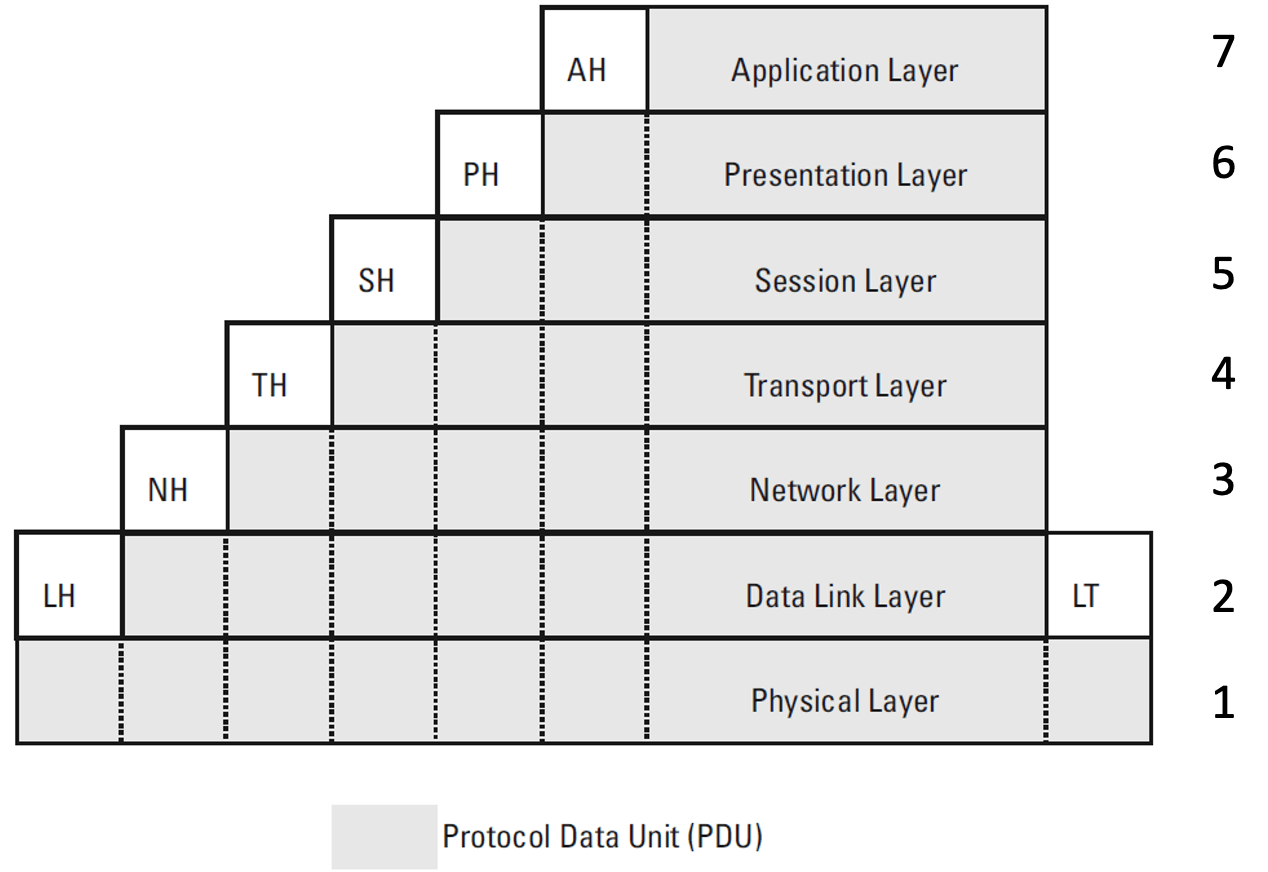 AH Application Layer 7
PH Presentation Layer 6
SH Session Layer 5
TH Transport Layer 4
NH Network Layer 3
LH Data Link Layer LT 2
Physical Layer 1
Protocol Data Unit (PDU)